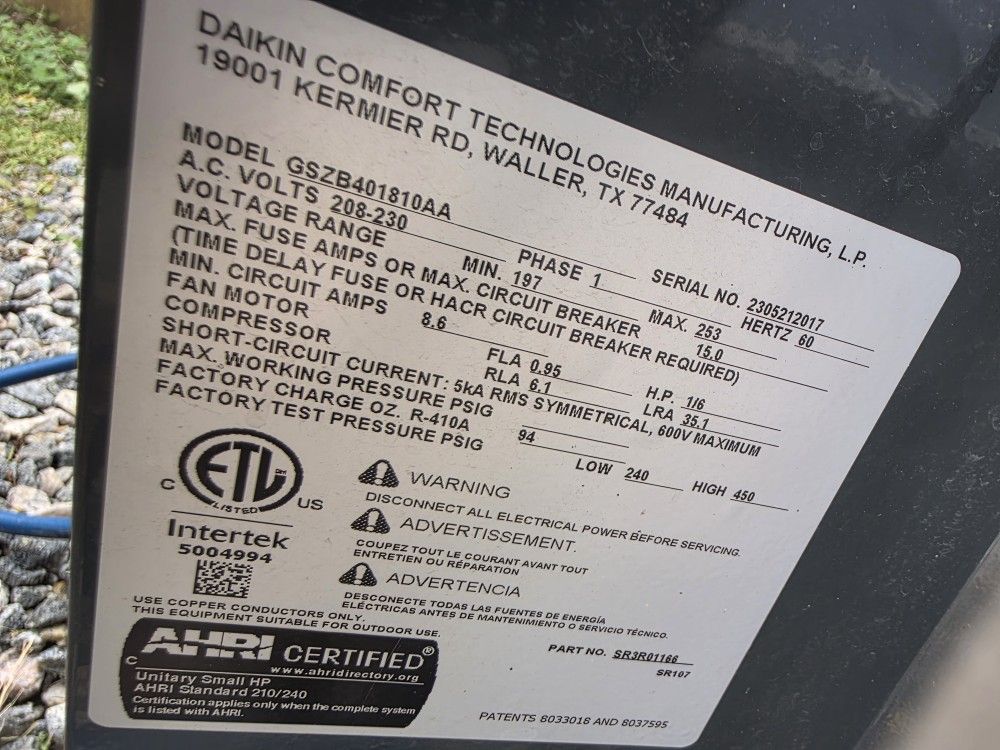 DAIKIN COMFORT TECHNOLOGIES MANUFACTURING, L.P.
19001 KERMIER RD, WALLER, TX 77484
MODEL GSZB401810AA SERIAL NO. 2305212017
A.C. VOLTS 208-230 PHASE 1 HERTZ 60
VOLTAGE RANGE MIN. 197 MAX. 253
MAX. FUSE AMPS OR MAX. CIRCUIT BREAKER 15.0
(TIME DELAY FUSE OR HACR CIRCUIT BREAKER REQUIRED)
MIN. CIRCUIT AMPS 8.6
FAN MOTOR FLA 0.95 H.P. 1/6
COMPRESSOR RLA 6.1 LRA 35.1
SHORT-CIRCUIT CURRENT: 5kA RMS SYMMETRICAL, 600V MAXIMUM
MAX. WORKING PRESSURE PSIG
FACTORY CHARGE OZ. R-410A 94
FACTORY TEST PRESSURE PSIG LOW 240 HIGH 450
C ETL US
LISTED
Intertek
5004994
WARNING
DISCONNECT ALL ELECTRICAL POWER BEFORE SERVICING.
ADVERTISSEMENT.
COUPEZ TOUT LE COURANT AVANT TOUT
ENTRETIEN OU RÉPARATION
ADVERTENCIA
DESCONECTE TODAS LAS FUENTES DE ENERGÍA
ELÉCTRICAS ANTES DE MANTENIMIENTO O SERVICIO TÉCNICO.
USE COPPER CONDUCTORS ONLY.
THIS EQUIPMENT SUITABLE FOR OUTDOOR USE.
C AHRI CERTIFIED®
www.ahridirectory.org
Unitary Small HP
AHRI Standard 210/240
Certification applies only when the complete system
is listed with AHRI.
PART NO. SR3R01166
SR107
PATENTS 8033018 AND 8037595